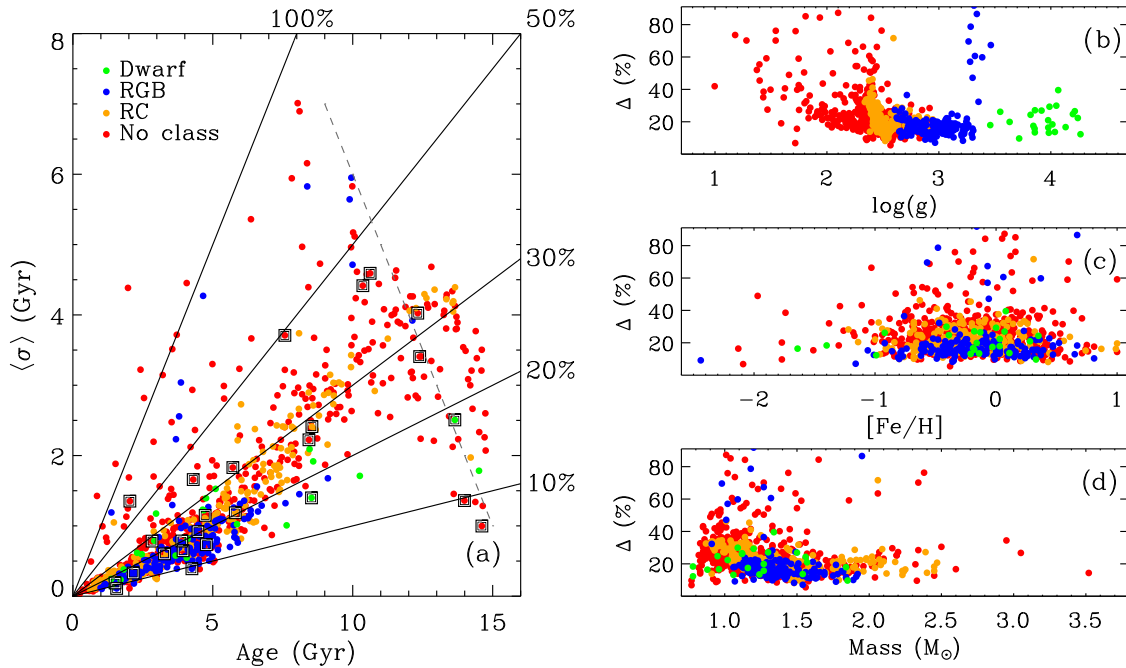 100%
50%
8
Dwarf
RGB
RC
No class
6
⟨σ⟩ (Gyr)
4
30%
20%
2
10%
(a)
0
0 5 10 15
Age (Gyr)
80
(b)
Δ (%)
60
40
20
1 2 3 4
log(g)
80
(c)
Δ (%)
60
40
20
−2 −1 0 1
[Fe/H]
80
(d)
Δ (%)
60
40
20
1.0 1.5 2.0 2.5 3.0 3.5
Mass (M⊙)